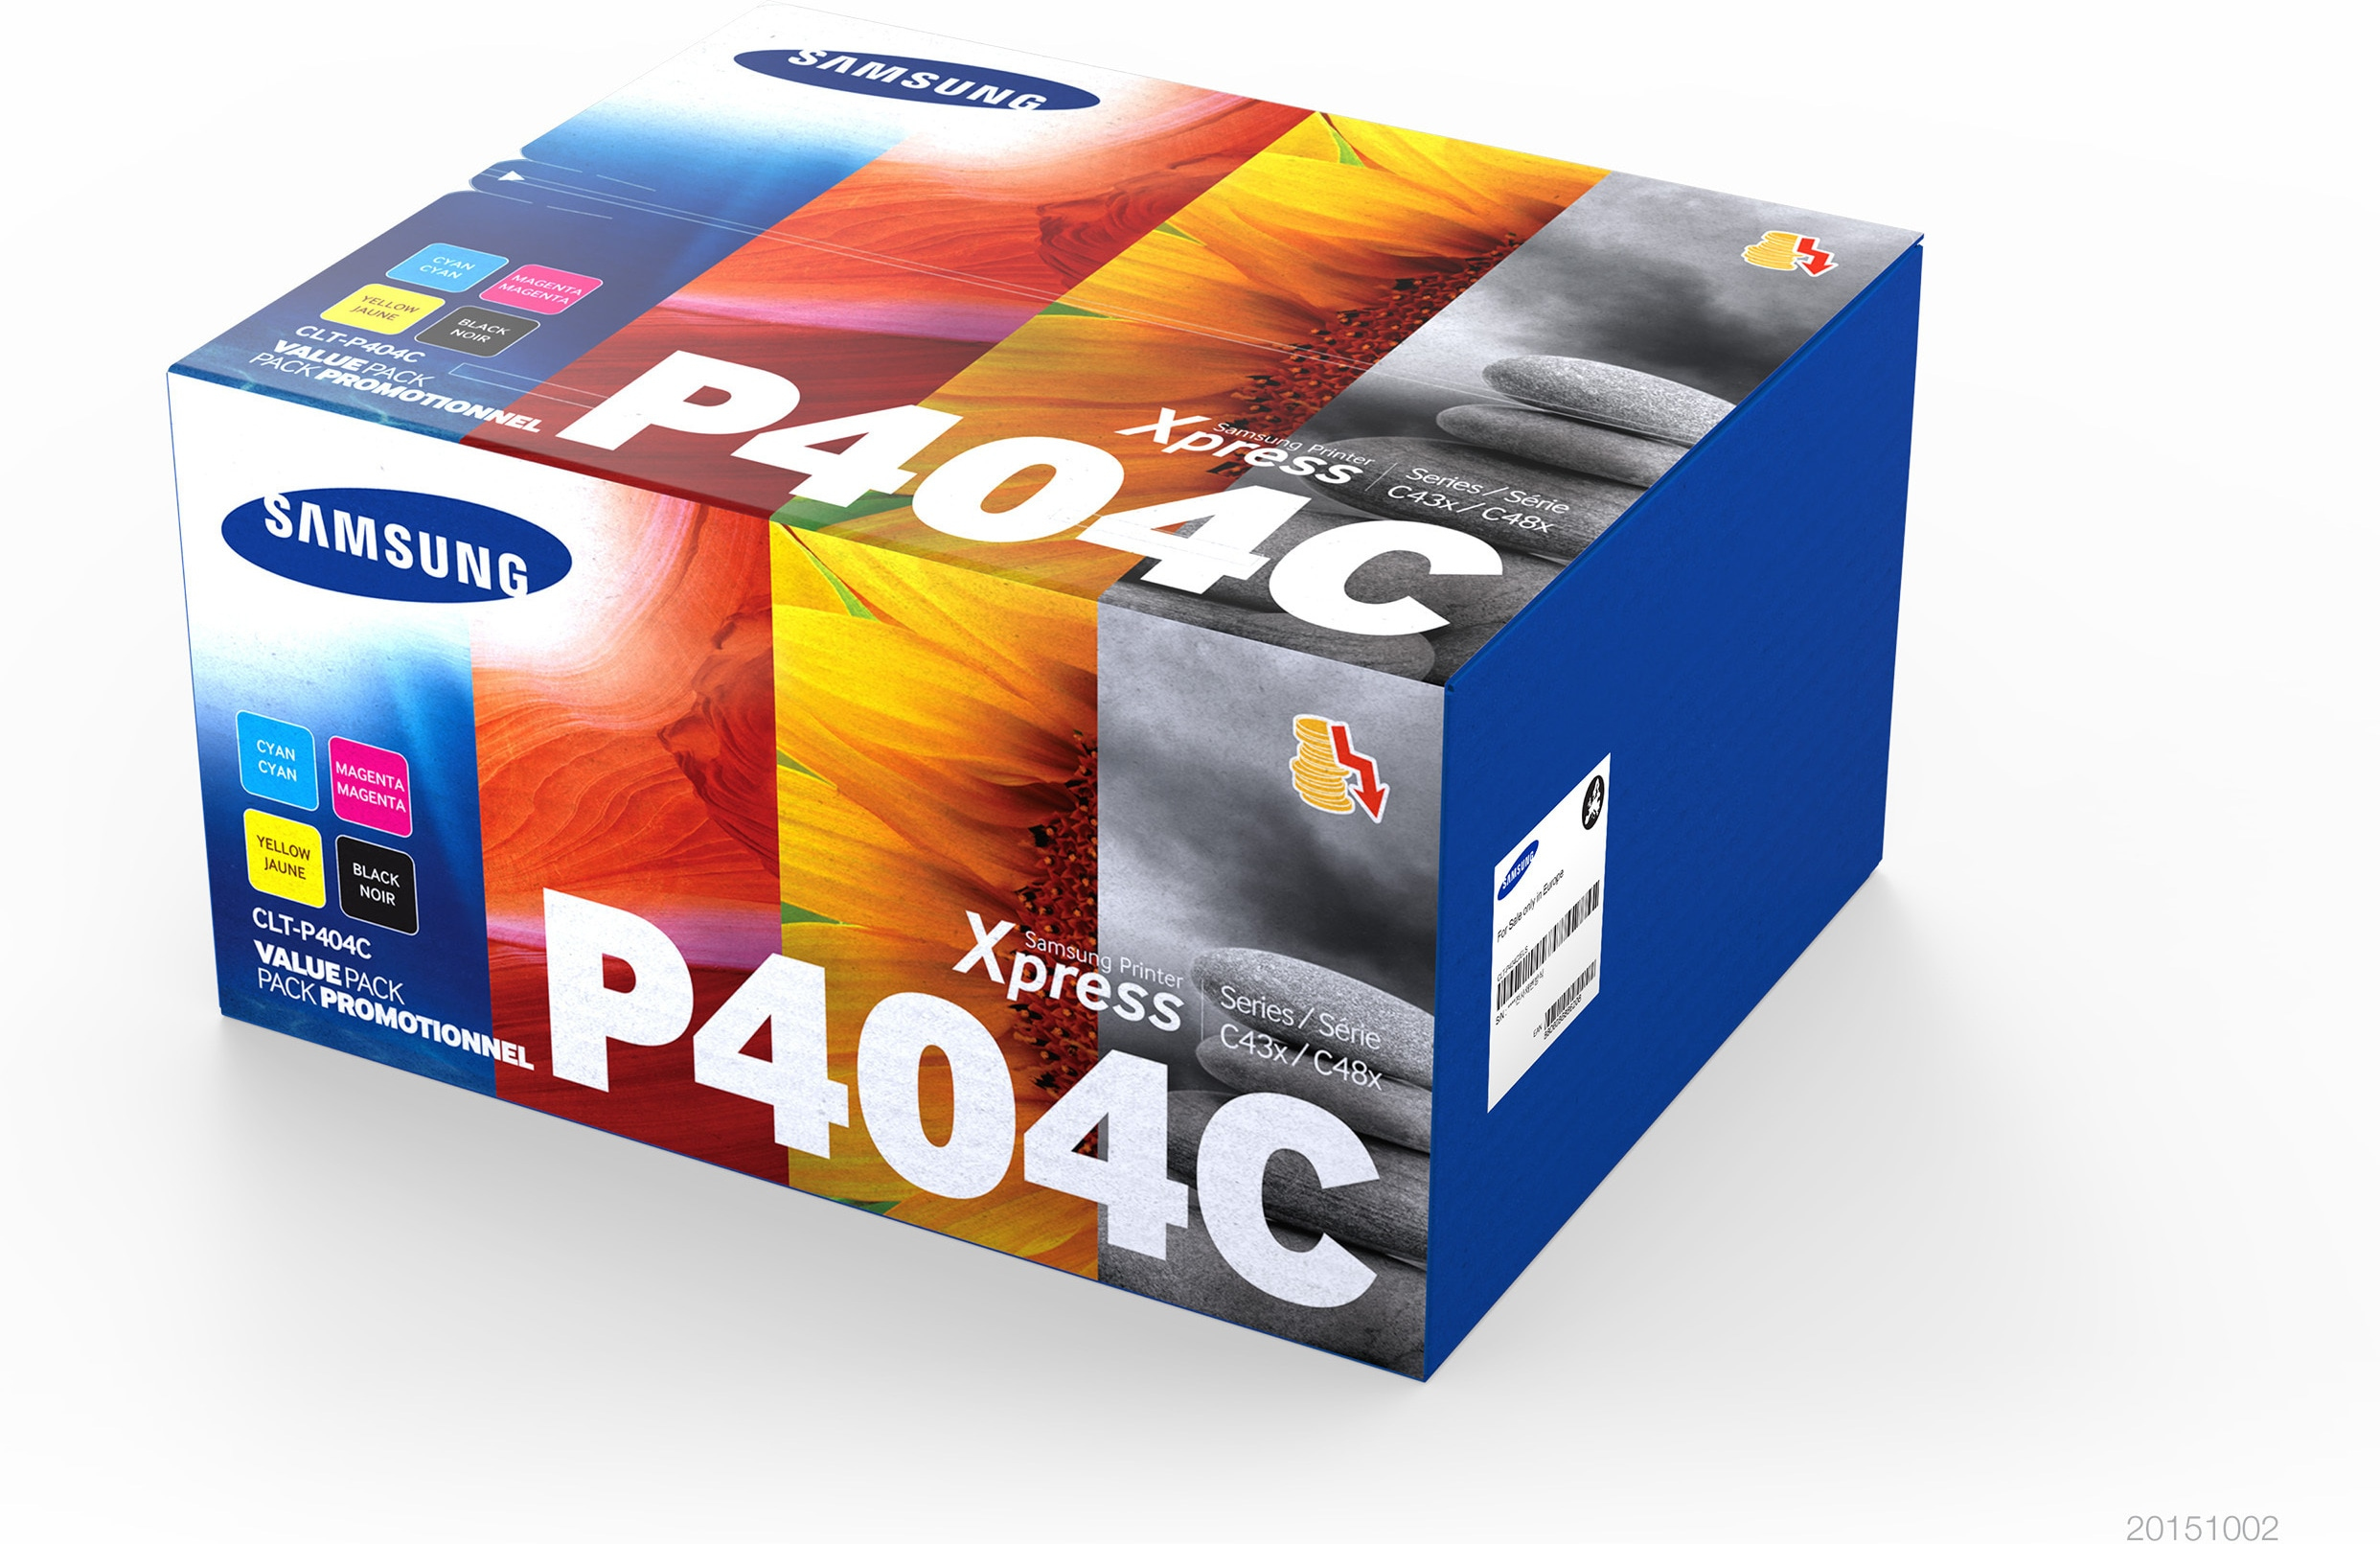 SAMSUNG
CYAN
CYAN
MAGENTA
MAGENTA
YELLOW
JAUNE
BLACK
NOIR
CLT-P404C
VALUE PACK
PACK PROMOTIONNEL
P404C
Samsung Printer
Xpress
Series / Série
C43x / C48x
SAMSUNG
CYAN
CYAN
MAGENTA
MAGENTA
YELLOW
JAUNE
BLACK
NOIR
CLT-P404C
VALUE PACK
PACK PROMOTIONNEL
P404C
Samsung Printer
Xpress
Series / Série
C43x / C48x
SAMSUNG
For Sale only in Europe
S/N :
EAN
20151002